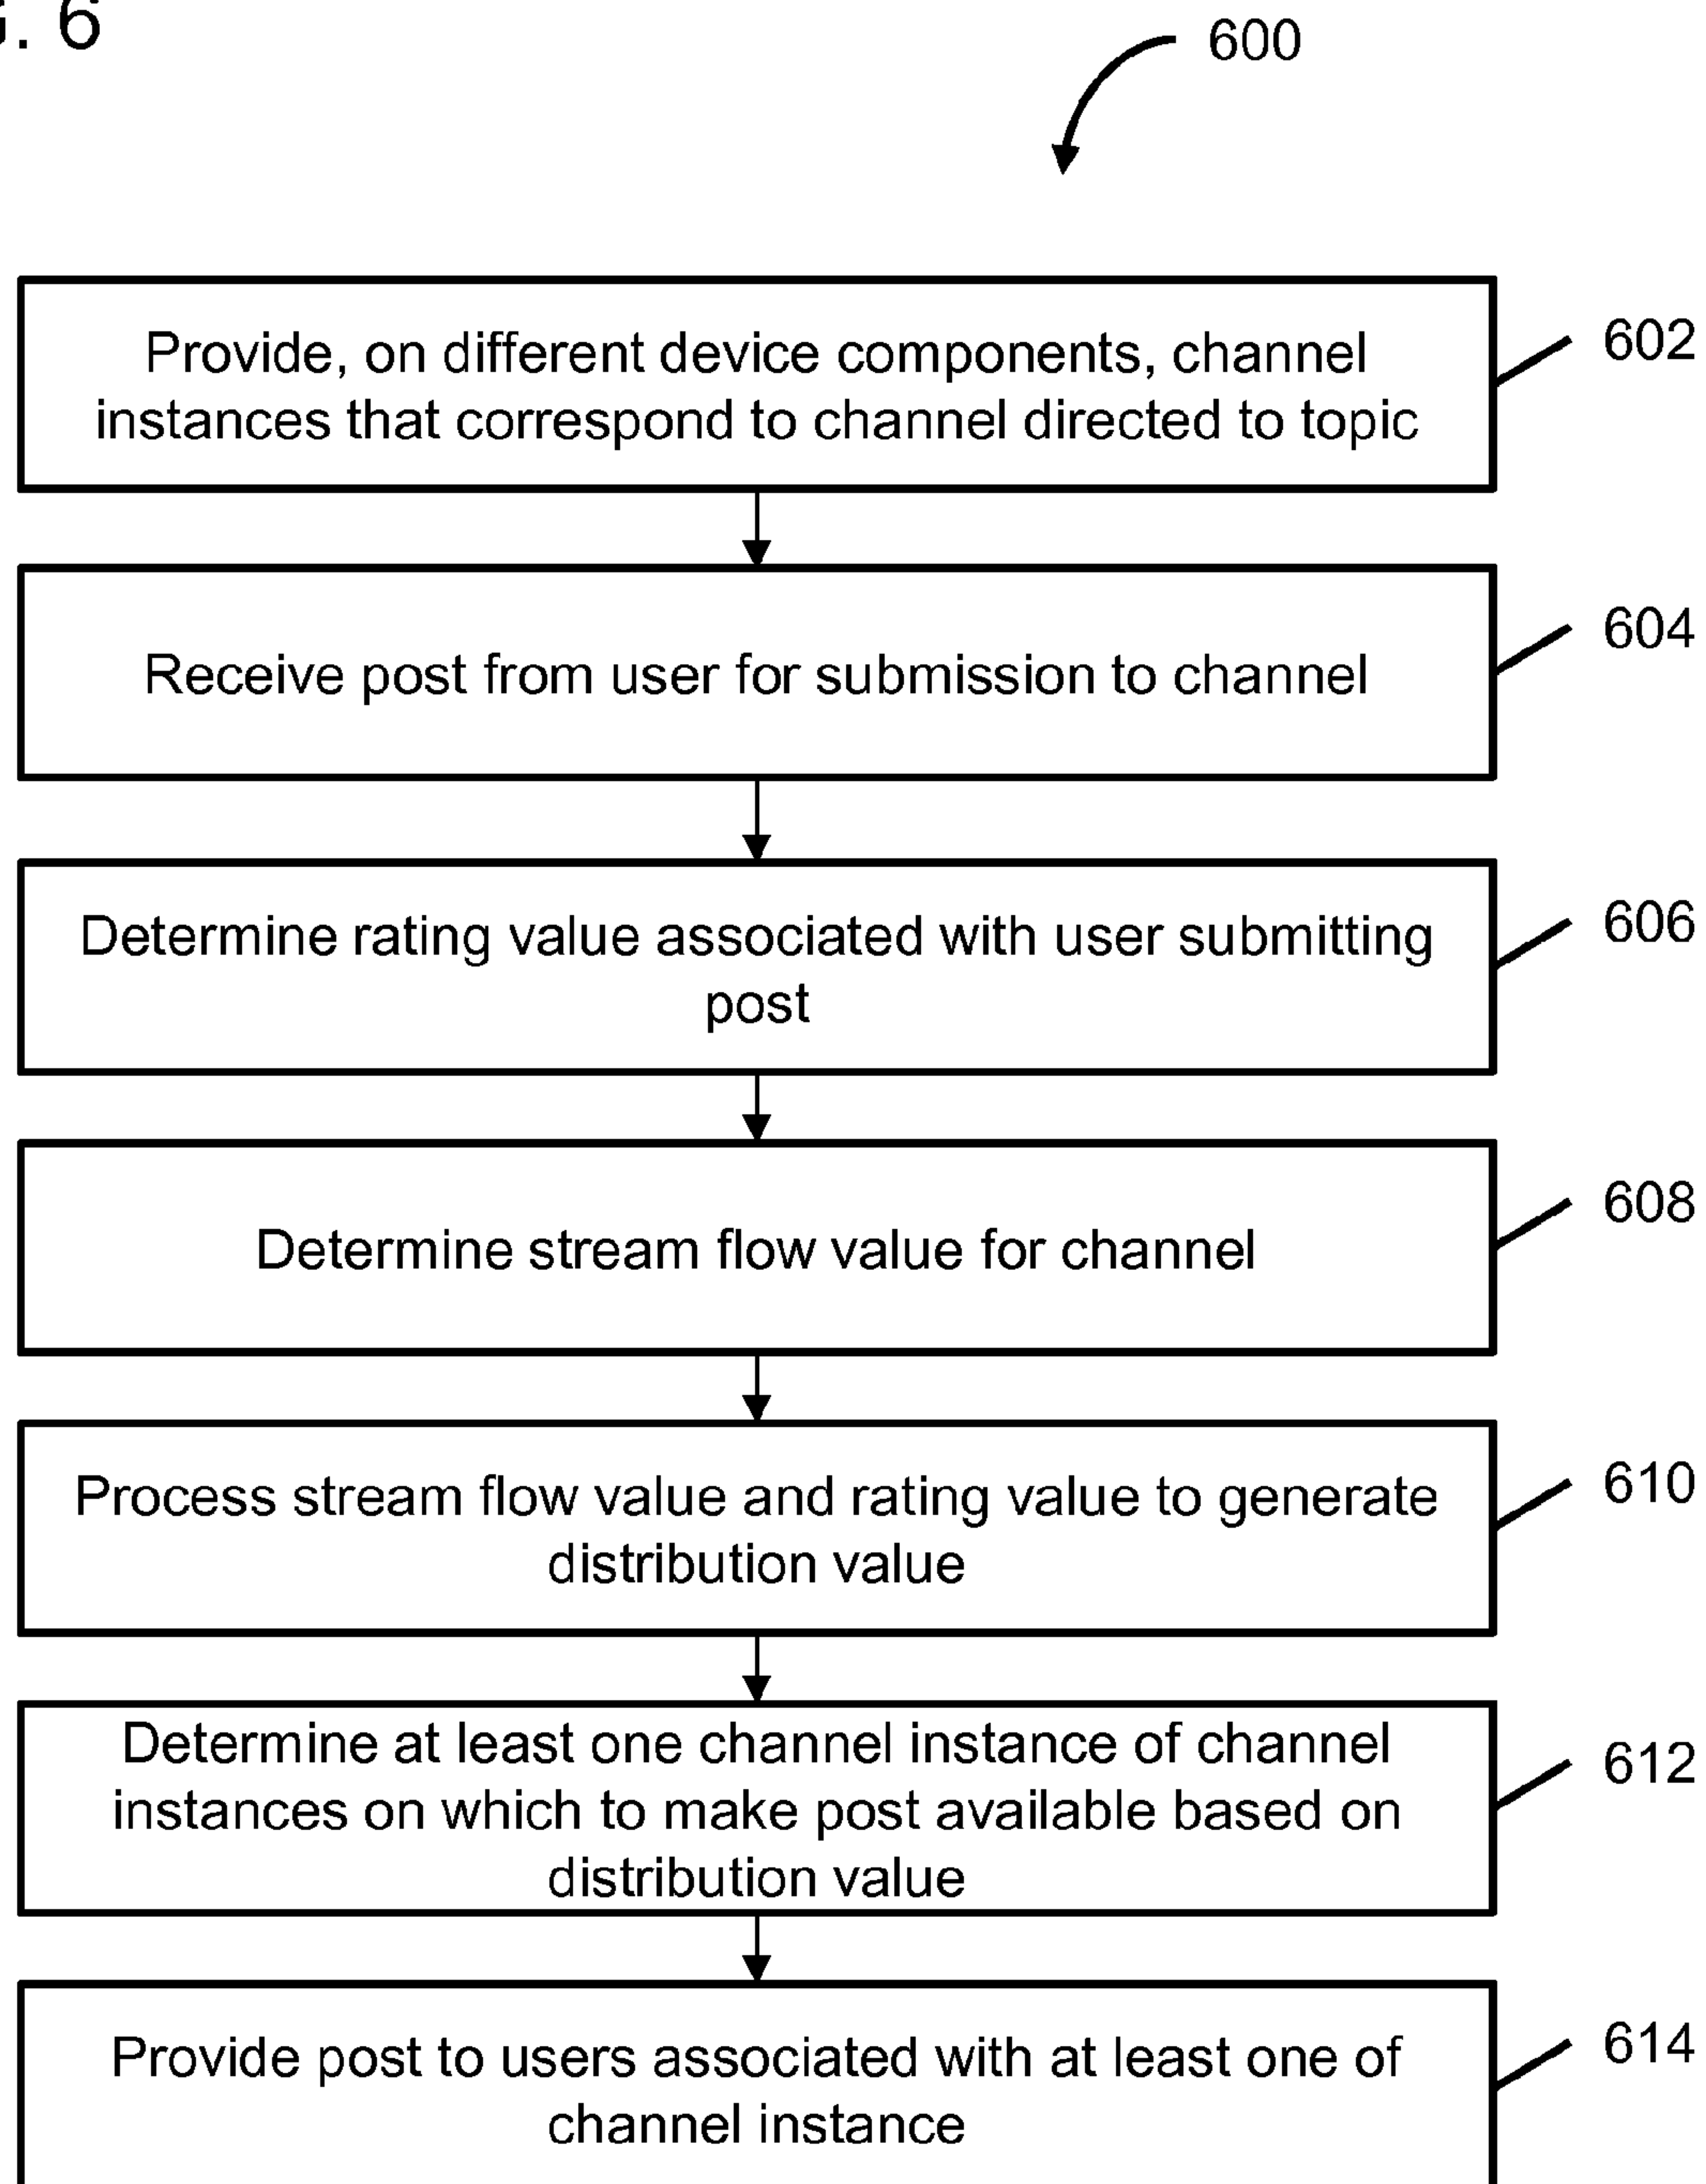 . 6
600
Provide, on different device components, channel
instances that correspond to channel directed to topic
602
Receive post from user for submission to channel
604
Determine rating value associated with user submitting
post
606
Determine stream flow value for channel
608
Process stream flow value and rating value to generate
distribution value
610
Determine at least one channel instance of channel
instances on which to make post available based on
distribution value
612
Provide post to users associated with at least one of
channel instance
614